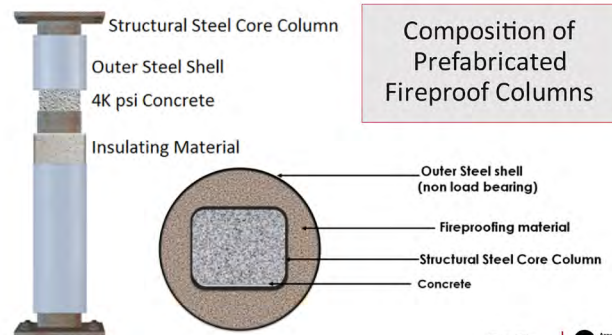 Structural Steel Core Column
Outer Steel Shell
4K psi Concrete
Insulating Material
Composition of
Prefabricated
Fireproof Columns
Outer Steel shell
(non load bearing)
Fireproofing material
Structural Steel Core Column
Concrete